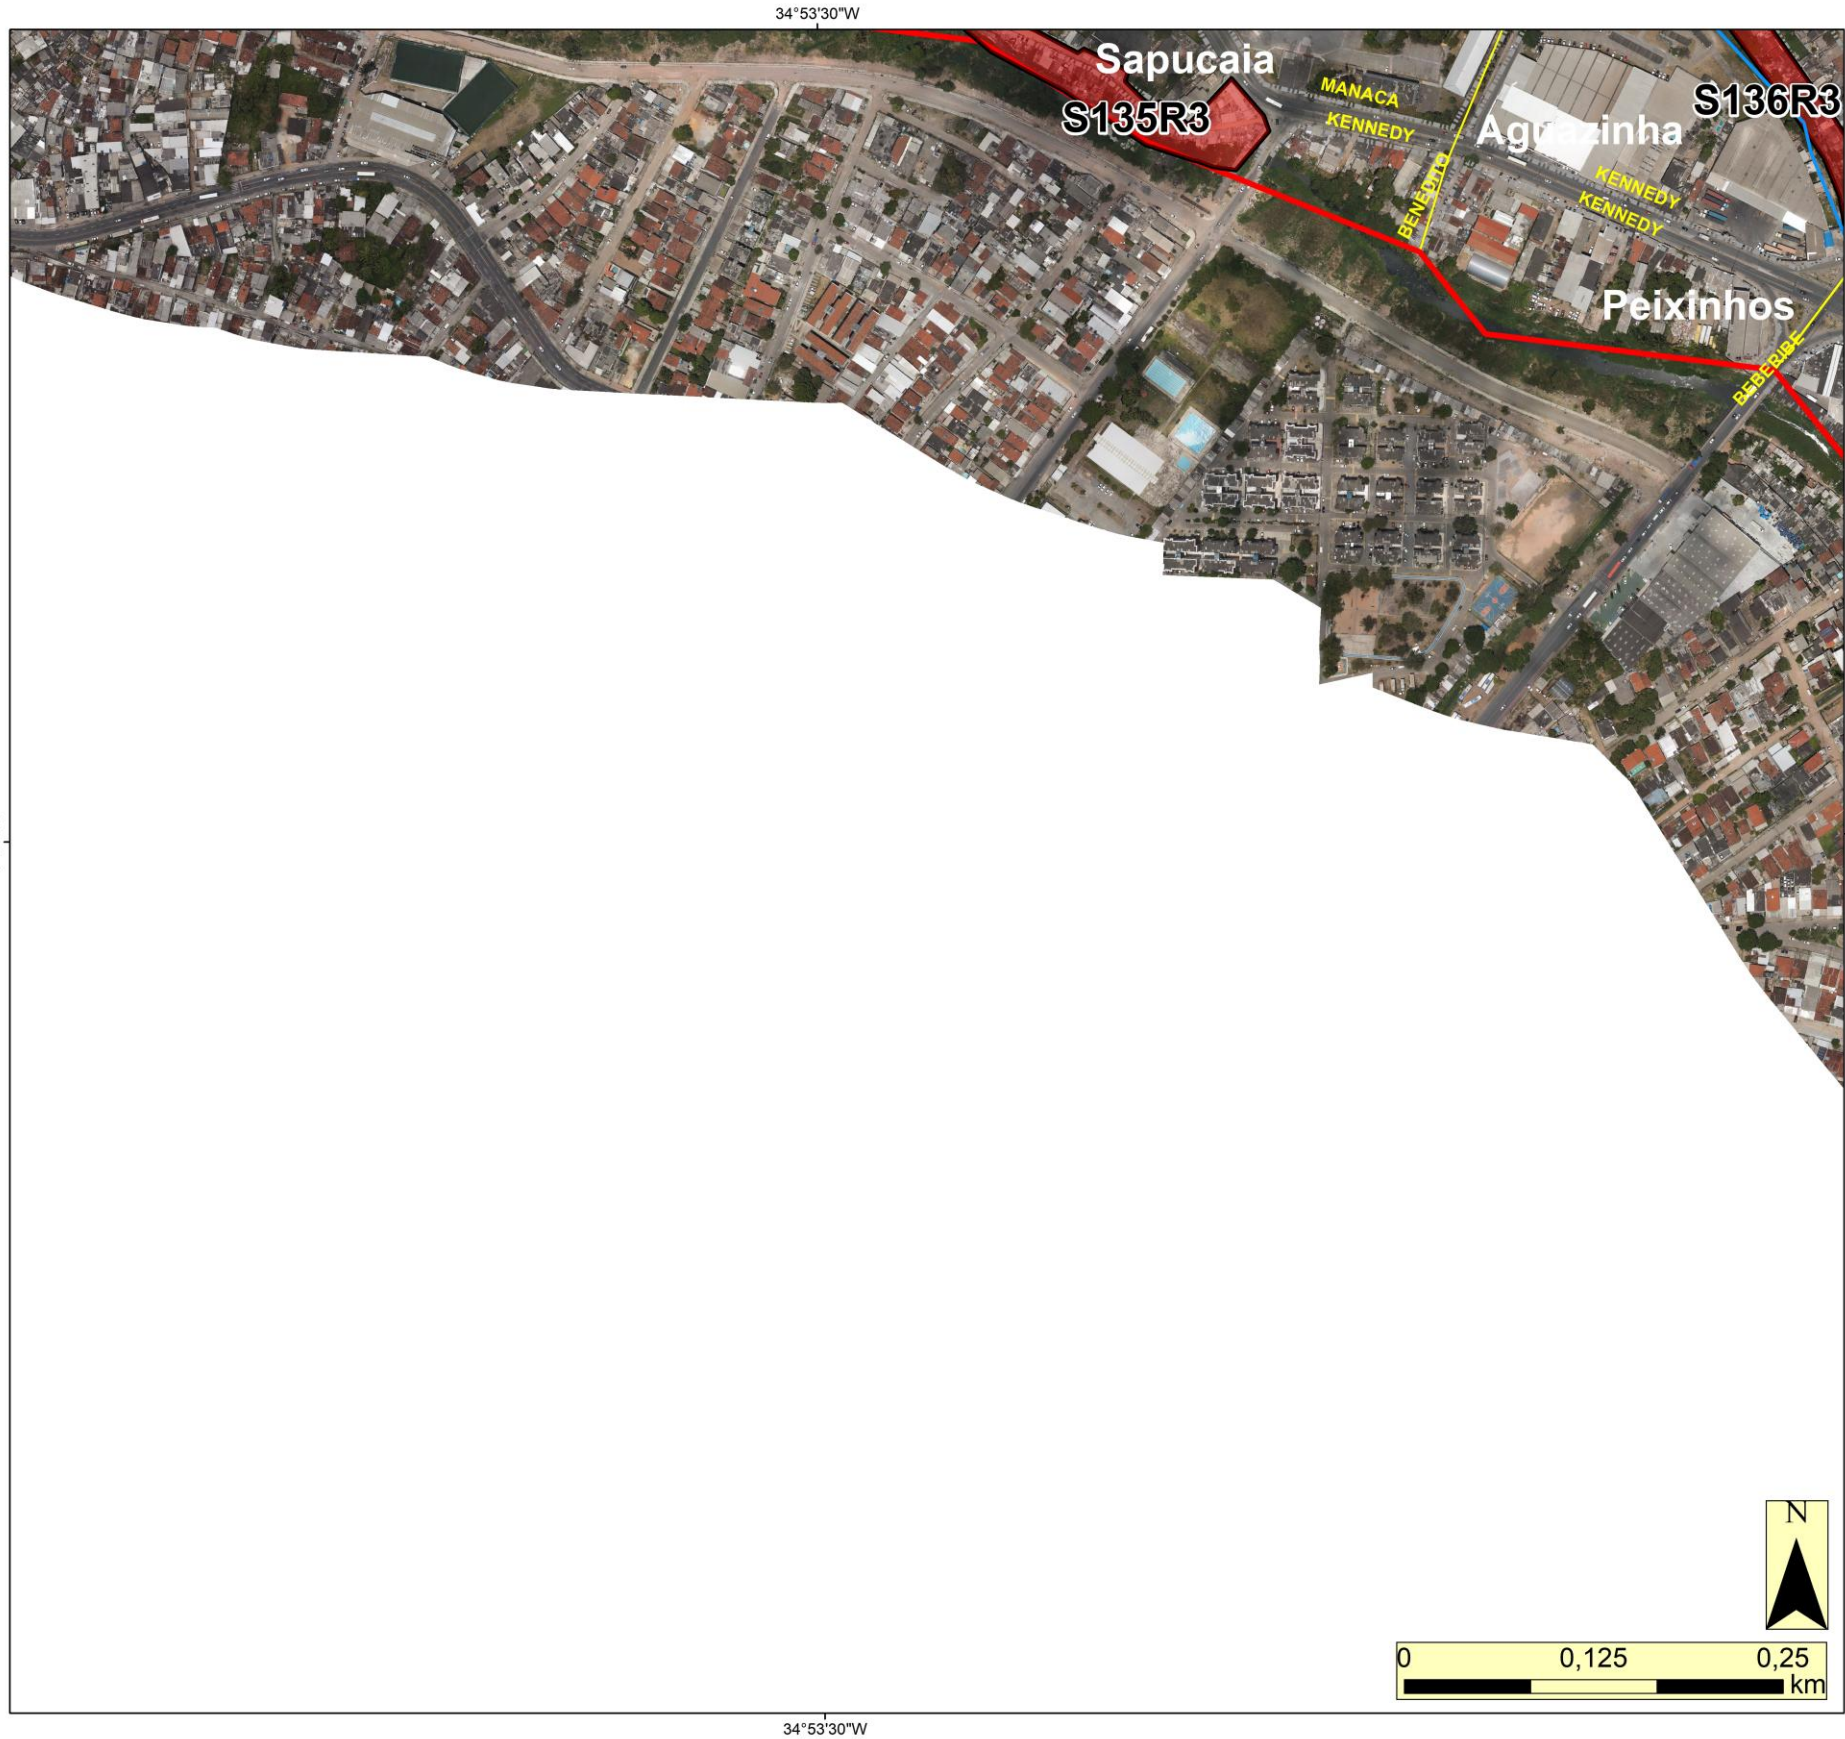 34°53'30"W
Sapucaia
S135R3
MANACA
KENNEDY
BENEDITO
Aguazinha
S136R3
KENNEDY
KENNEDY
Peixinhos
BEBERIBE
N
0 0,125 0,25
km
34°53'30"W